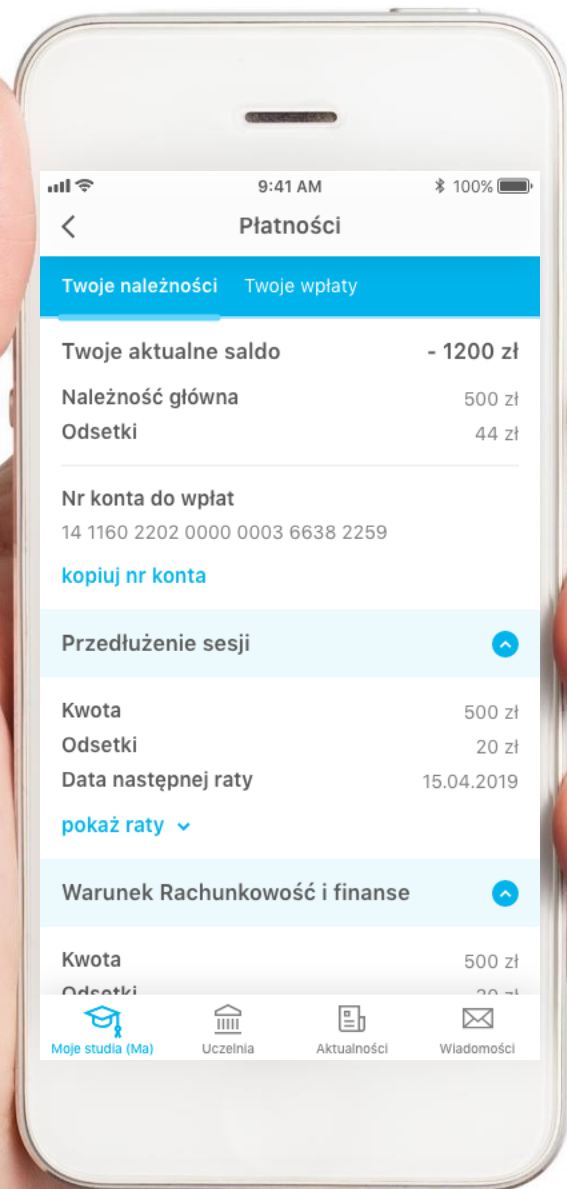 9:41 AM 100%
Płatności
Twoje należności Twoje wpłaty
Twoje aktualne saldo - 1200 zł
Należność główna 500 zł
Odsetki 44 zł
Nr konta do wpłat
14 1160 2202 0000 0003 6638 2259
kopiuj nr konta
Przedłużenie sesji
Kwota 500 zł
Odsetki 20 zł
Data następnej raty 15.04.2019
pokaż raty
Warunek Rachunkowość i finanse
Kwota 500 zł
Odsetki
Moje studia (Ma) Uczelnia Aktualności Wiadomości